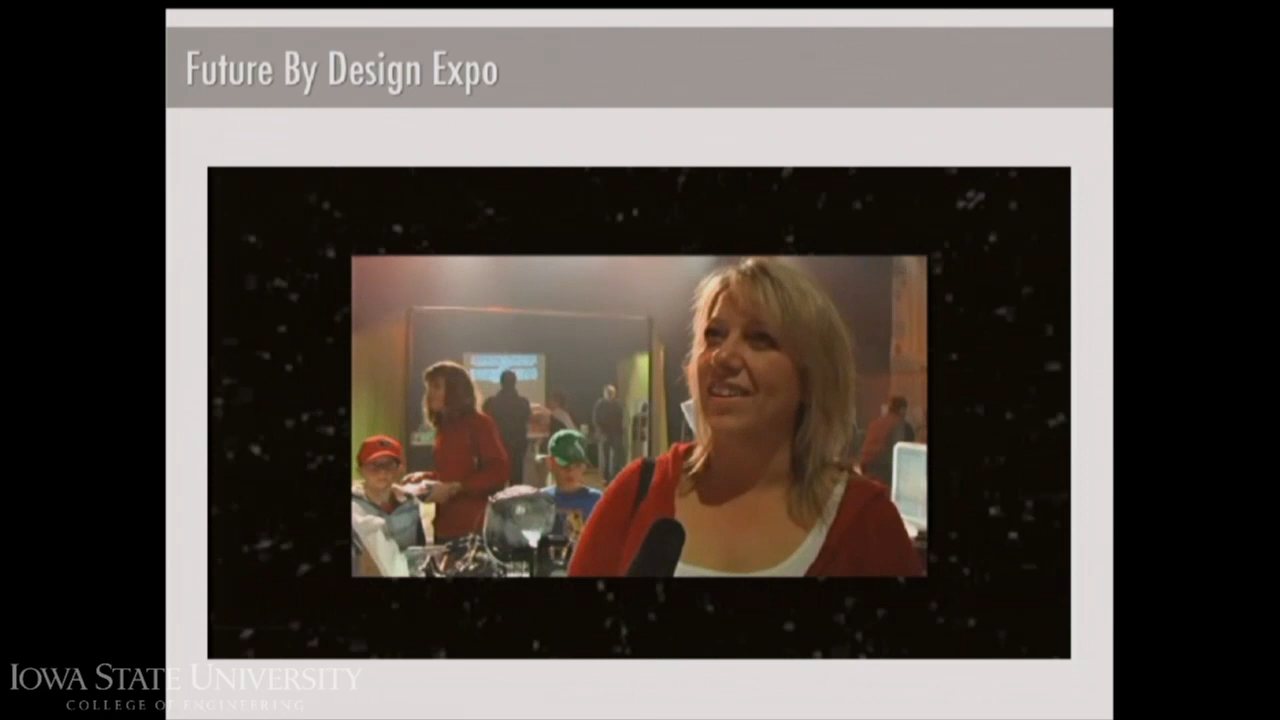 Future By Design Expo
IOWA STATE UNIVERSITY
COLLEGE OF ENGINEERING